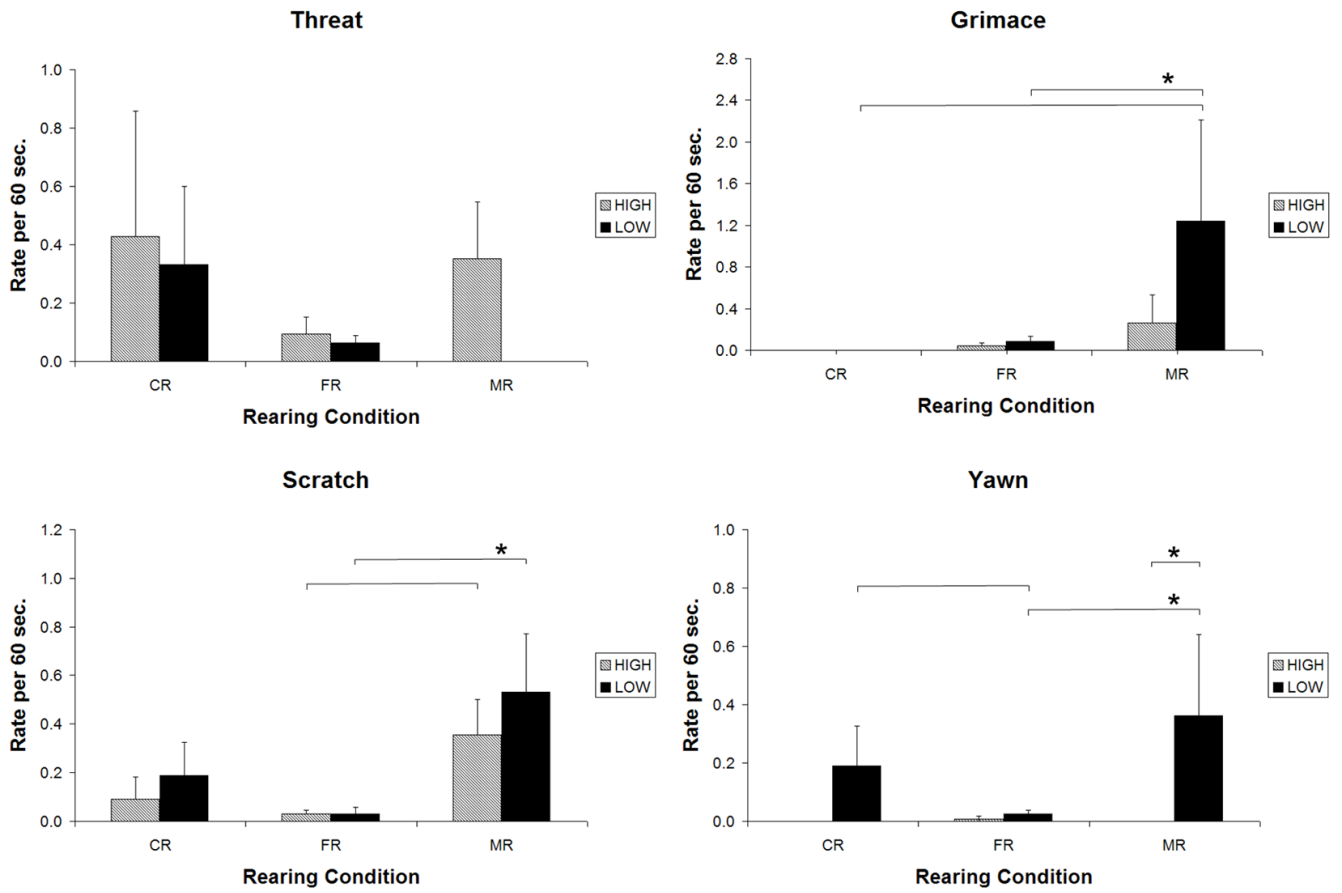 Threat
1.0
0.8
0.6
0.4
0.2
0.0
Rate per 60 sec.
CR FR MR
Rearing Condition
HIGH
LOW
Grimace
2.8
2.4
2.0
1.6
1.2
0.8
0.4
0.0
Rate per 60 sec.
*
CR FR MR
Rearing Condition
HIGH
LOW
Scratch
1.2
1.0
0.8
0.6
0.4
0.2
0.0
Rate per 60 sec.
*
CR FR MR
Rearing Condition
HIGH
LOW
Yawn
1.0
0.8
0.6
0.4
0.2
0.0
Rate per 60 sec.
*
*
CR FR MR
Rearing Condition
HIGH
LOW